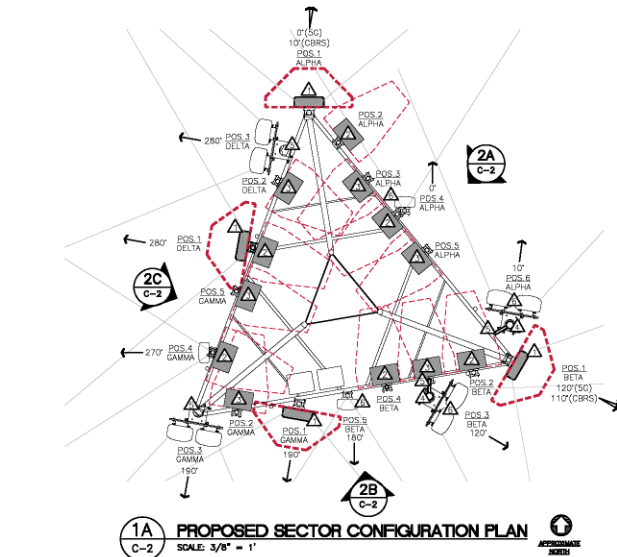 0°(5G)
10°(CBRS)
POS.1
ALPHA
1
POS.2
ALPHA
2
POS.3
DELTA
280°
POS.3
ALPHA
POS.2
DELTA
2A
C-2
0°
POS.4
ALPHA
6
POS.1
DELTA
280°
POS.5
ALPHA
10°
POS.6
ALPHA
2C
C-2
POS.5
GAMMA
POS.4
GAMMA
270°
POS.1
BETA
120°(5G)
110°(CBRS)
POS.2
BETA
POS.4
BETA
POS.3
BETA
120°
POS.2
GAMMA
POS.1
GAMMA
190°
POS.5
BETA
180°
POS.3
GAMMA
190°
2B
C-2
1A
C-2
PROPOSED SECTOR CONFIGURATION PLAN
SCALE: 3/8" = 1'
APPROXIMATE
NORTH